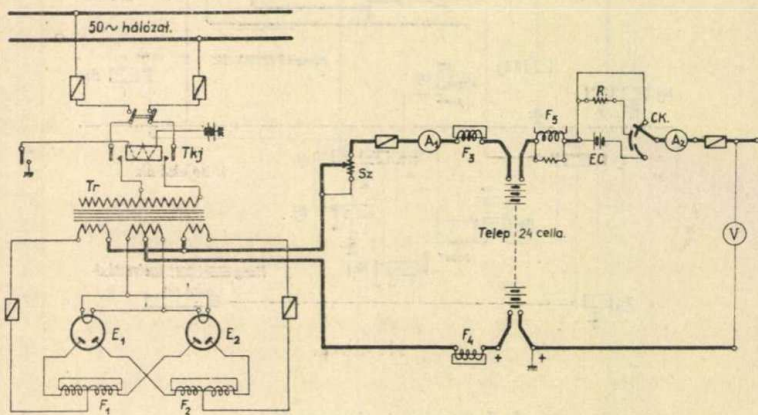 50~ hálózat.
Tkj
Tr
Sz
A₁
F₃
F₅
R.
EC
CK.
A₂
Telep 24 cella.
V
E₁
E₂
F₁
F₂
F₄
+
+